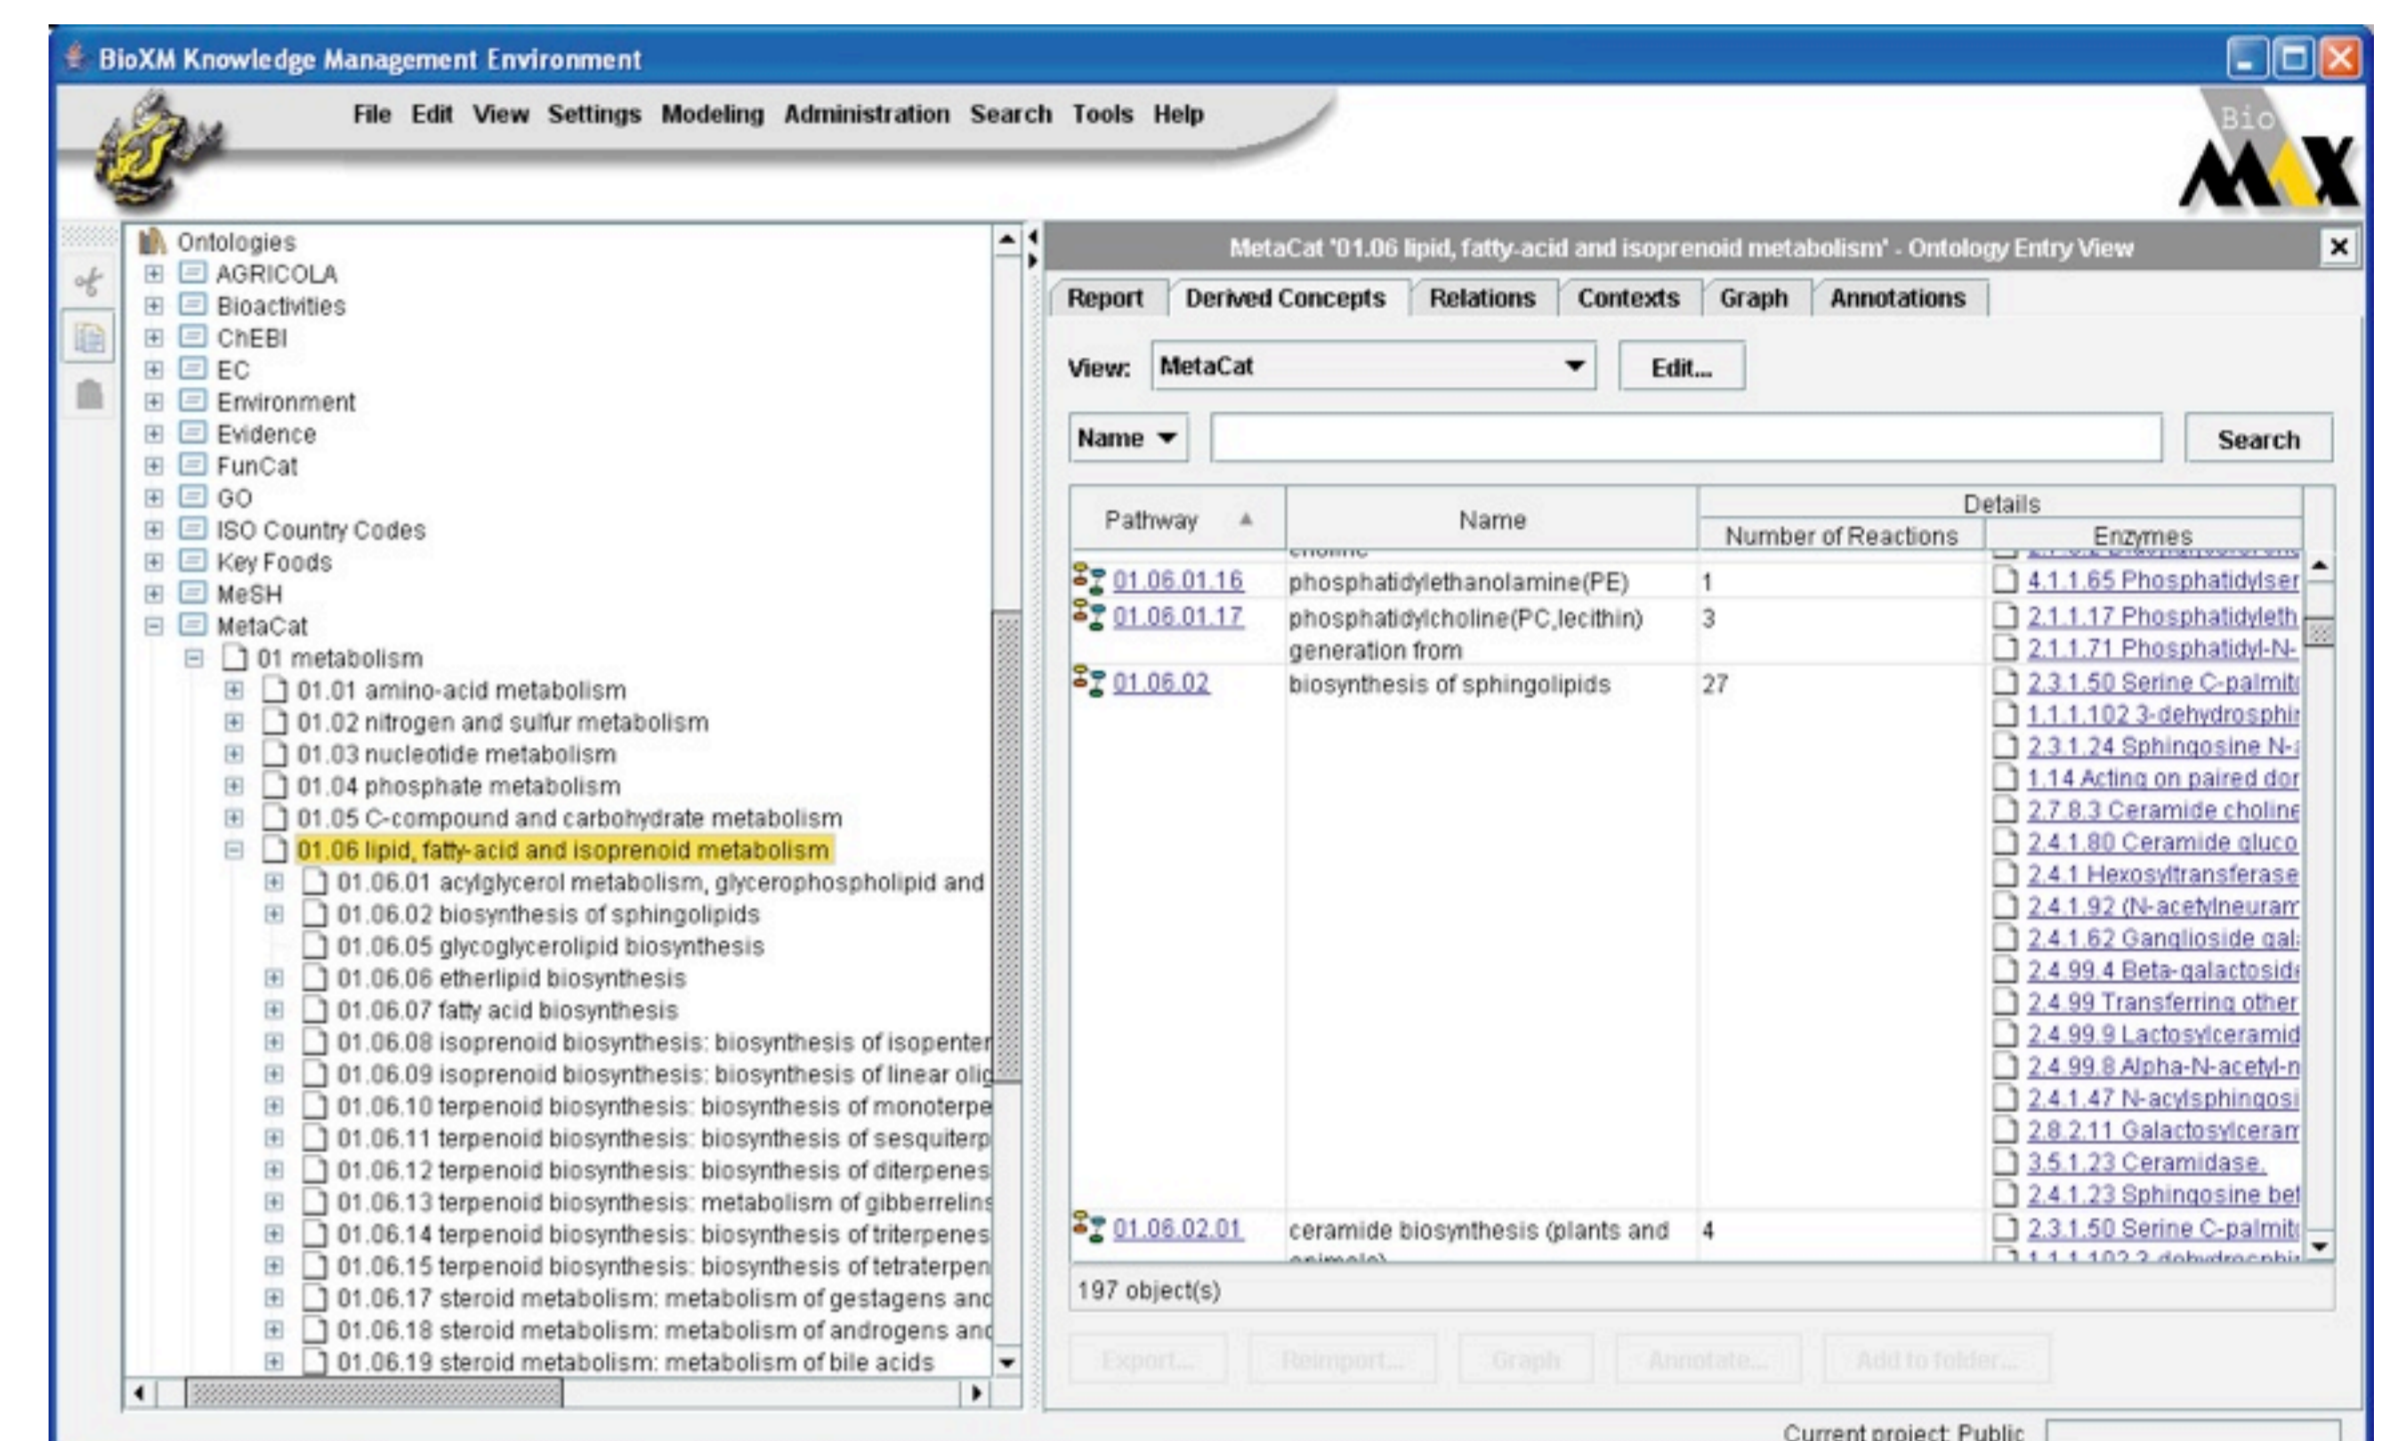 BioXM Knowledge Management Environment
File Edit View Settings Modeling Administration Search Tools Help
Bio
MAX
Ontologies
AGRICOLA
Bioactivities
ChEBI
EC
Environment
Evidence
FunCat
GO
ISO Country Codes
Key Foods
MeSH
MetaCat
01 metabolism
01.01 amino-acid metabolism
01.02 nitrogen and sulfur metabolism
01.03 nucleotide metabolism
01.04 phosphate metabolism
01.05 C-compound and carbohydrate metabolism
01.06 lipid, fatty-acid and isoprenoid metabolism
01.06.01 acylglycerol metabolism, glycerophospholipid and
01.06.02 biosynthesis of sphingolipids
01.06.05 glycoglycerolipid biosynthesis
01.06.06 etherlipid biosynthesis
01.06.07 fatty acid biosynthesis
01.06.08 isoprenoid biosynthesis: biosynthesis of isopenter
01.06.09 isoprenoid biosynthesis: biosynthesis of linear olig
01.06.10 terpenoid biosynthesis: biosynthesis of monoterpe
01.06.11 terpenoid biosynthesis: biosynthesis of sesquiterp
01.06.12 terpenoid biosynthesis: biosynthesis of diterpenes
01.06.13 terpenoid biosynthesis: metabolism of gibberrelins
01.06.14 terpenoid biosynthesis: biosynthesis of triterpenes
01.06.15 terpenoid biosynthesis: biosynthesis of tetraterpen
01.06.17 steroid metabolism: metabolism of gestagens and
01.06.18 steroid metabolism: metabolism of androgens and
01.06.19 steroid metabolism: metabolism of bile acids
MetaCat '01.06 lipid, fatty-acid and isoprenoid metabolism' - Ontology Entry View
Report Derived Concepts Relations Contexts Graph Annotations
View: MetaCat Edit...
Name Search
Pathway Name Details
Number of Reactions Enzymes
choline
01.06.01.16 phosphatidylethanolamine(PE) 1 4.1.1.65 Phosphatidylser
01.06.01.17 phosphatidylcholine(PC,lecithin) 3 2.1.1.17 Phosphatidyleth
generation from 2.1.1.71 Phosphatidyl-N-
01.06.02 biosynthesis of sphingolipids 27 2.3.1.50 Serine C-palmito
1.1.1.102 3-dehydrosphin
2.3.1.24 Sphingosine N-a
1.14 Acting on paired dor
2.7.8.3 Ceramide choline
2.4.1.80 Ceramide gluco
2.4.1 Hexosyltransferase
2.4.1.92 (N-acetylneuram
2.4.1.62 Ganglioside gala
2.4.99.4 Beta-galactoside
2.4.99 Transferring other
2.4.99.9 Lactosylceramid
2.4.99.8 Alpha-N-acetyl-n
2.4.1.47 N-acylsphingosi
2.8.2.11 Galactosylceram
3.5.1.23 Ceramidase.
2.4.1.23 Sphingosine bet
01.06.02.01 ceramide biosynthesis (plants and 4 2.3.1.50 Serine C-palmito
animals) 1.1.1.102 3-dehydrosphin
197 object(s)
Export... Reimport... Graph Annotate... Add to folder...
Current project: Public